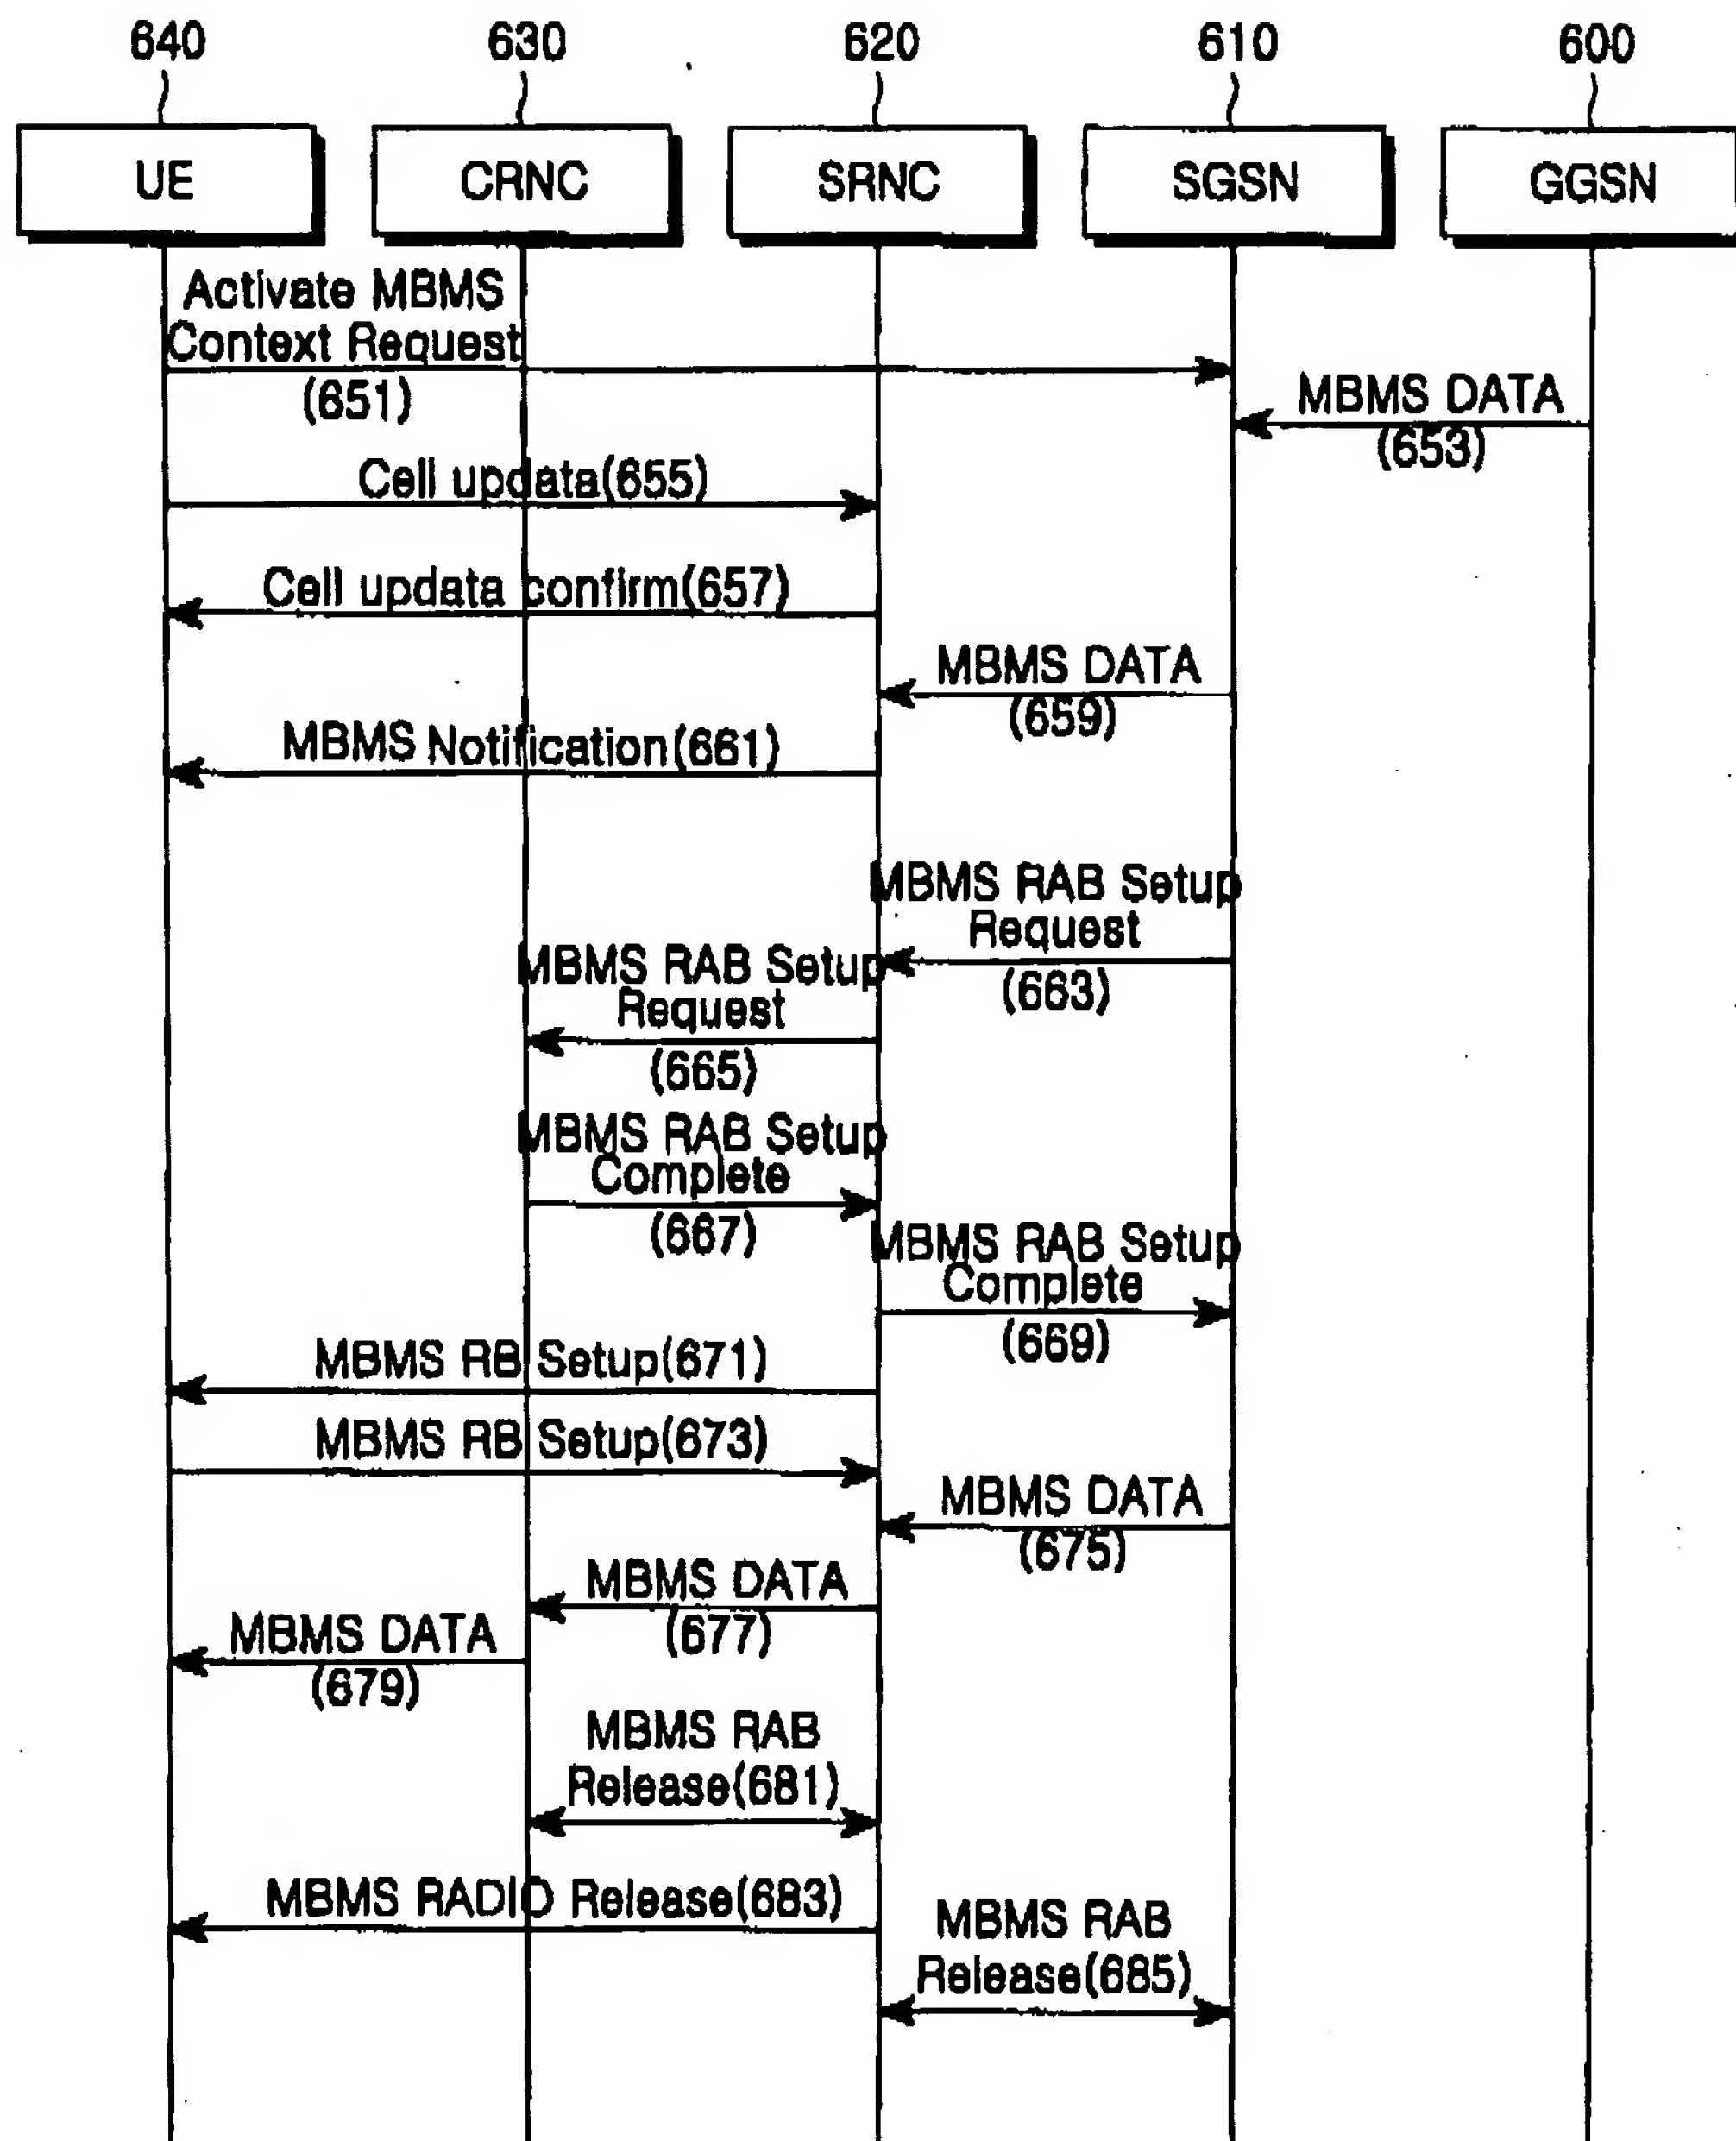 640 630 620 610 600
UE CRNC SRNC SGSN GGSN
Activate MBMS
Context Request
(651)
MBMS DATA
(653)
Cell updata(655)
Cell updata confirm(657)
MBMS DATA
(659)
MBMS Notification(661)
MBMS RAB Setup
Request
(663)
MBMS RAB Setup
Request
(665)
MBMS RAB Setup
Complete
(667)
MBMS RAB Setup
Complete
(669)
MBMS RB Setup(671)
MBMS RB Setup(673)
MBMS DATA
(675)
MBMS DATA
(677)
MBMS DATA
(679)
MBMS RAB
Release(681)
MBMS RADIO Release(683)
MBMS RAB
Release(685)